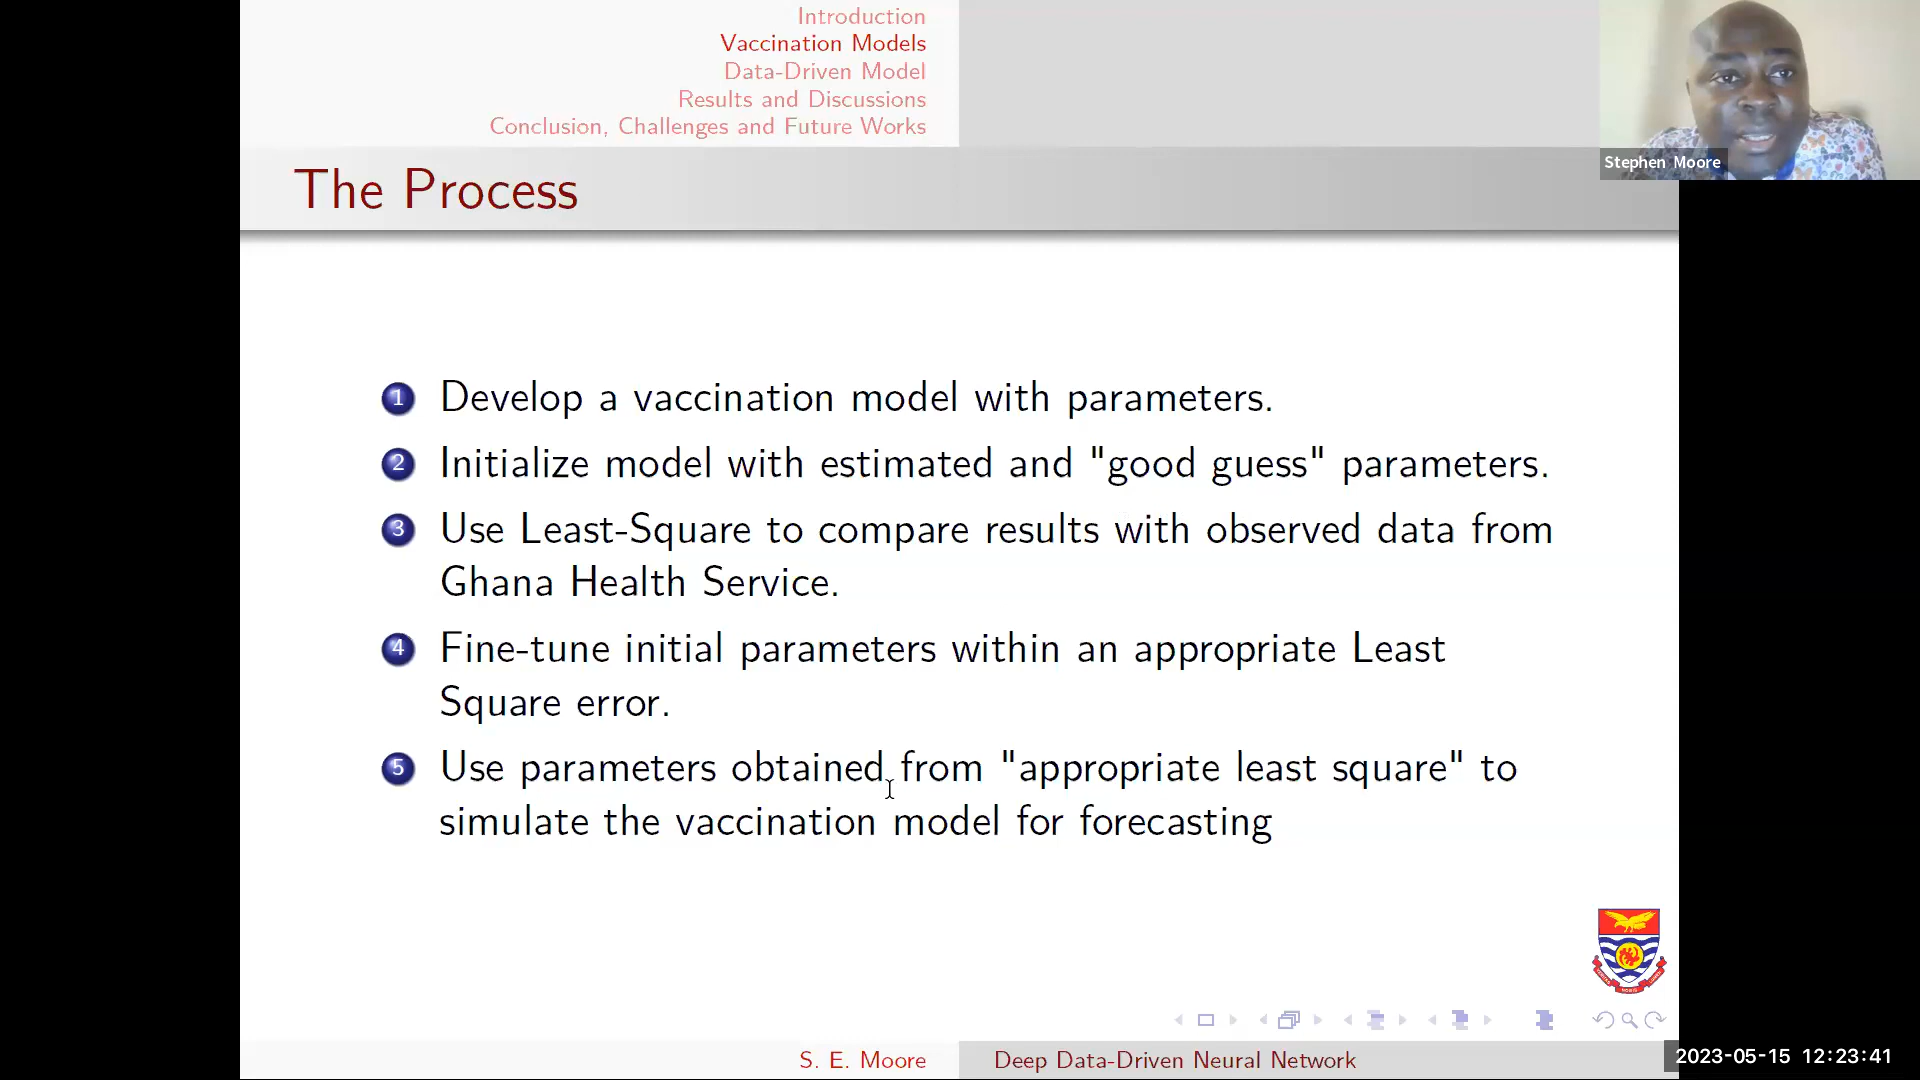 Introduction
Vaccination Models
Data-Driven Model
Results and Discussions
Conclusion, Challenges and Future Works
Stephen Moore
The Process
1 Develop a vaccination model with parameters.
2 Initialize model with estimated and "good guess" parameters.
3 Use Least-Square to compare results with observed data from
Ghana Health Service.
4 Fine-tune initial parameters within an appropriate Least
Square error.
5 Use parameters obtained from "appropriate least square" to
simulate the vaccination model for forecasting
S. E. Moore
Deep Data-Driven Neural Network
2023-05-15 12:23:41